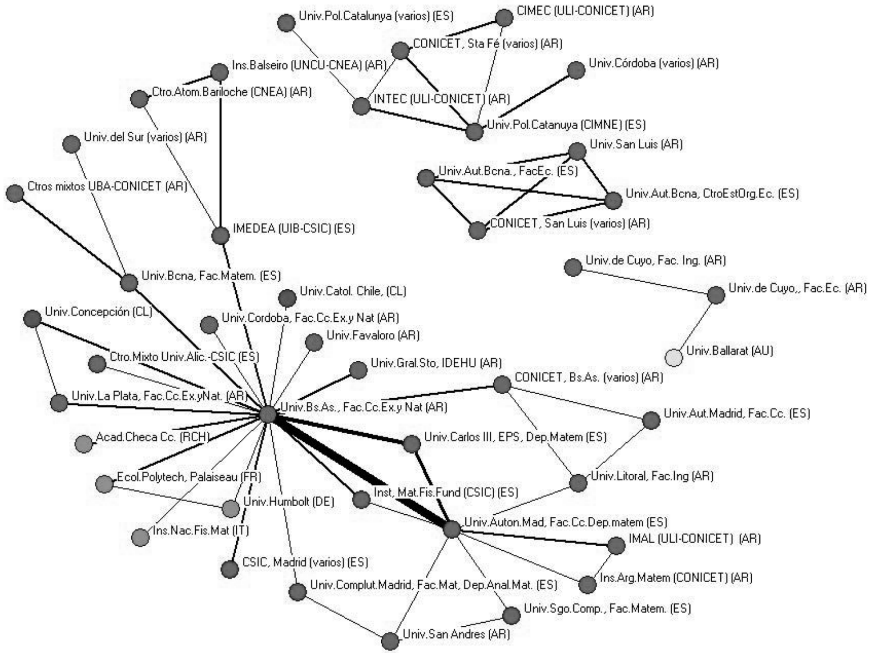 Univ.Pol.Catalunya (varios) (ES)
CIMEC (ULI-CONICET) (AR)
CONICET, Sta Fé (varios) (AR)
Ins.Balseiro (UNCU-CNEA) (AR)
Univ.Córdoba (varios) (AR)
Ctro.Atom.Bariloche (CNEA) (AR)
INTEC (ULI-CONICET) (AR)
Univ.Pol.Catanuya (CIMNE) (ES)
Univ.del Sur (varios) (AR)
Univ.San Luis (AR)
Univ.Aut.Bcna., FacEc. (ES)
Ctros mixtos UBA-CONICET (AR)
Univ.Aut.Bcna, CtroEstOrg.Ec. (ES)
CONICET, San Luis (varios) (AR)
IMEDEA (UIB-CSIC) (ES)
Univ.de Cuyo, Fac. Ing. (AR)
Univ.Bcna, Fac.Matem. (ES)
Univ.de Cuyo,, Fac.Ec. (AR)
Univ.Catol. Chile, (CL)
Univ.Concepción (CL)
Univ.Cordoba, Fac.Cc.Ex.y Nat (AR)
Univ.Favaloro (AR)
Univ.Ballarat (AU)
Ctro.Mixto Univ.Alic.-CSIC (ES)
Univ.Gral.Sto, IDEHU (AR)
CONICET, Bs.As. (varios) (AR)
Univ.La Plata, Fac.Cc.Ex.yNat. (AR)
Univ.Bs.As., Fac.Cc.Ex.y Nat (AR)
Univ.Aut.Madrid, Fac.Cc. (ES)
Acad.Checa Cc. (RCH)
Univ.Carlos III, EPS, Dep.Matem (ES)
Ecol.Polytech, Palaiseau (FR)
Univ.Litoral, Fac.Ing (AR)
Inst, Mat.Fis.Fund (CSIC) (ES)
Univ.Humbolt (DE)
Univ.Auton.Mad, Fac.Cc.Dep.matem (ES)
Ins.Nac.Fis.Mat (IT)
IMAL (ULI-CONICET) (AR)
CSIC, Madrid (varios) (ES)
Ins.Arg.Matem (CONICET) (AR)
Univ.Complut.Madrid, Fac.Mat, Dep.Anal.Mat. (ES)
Univ.Sgo.Comp., Fac.Matem. (ES)
Univ.San Andres (AR)